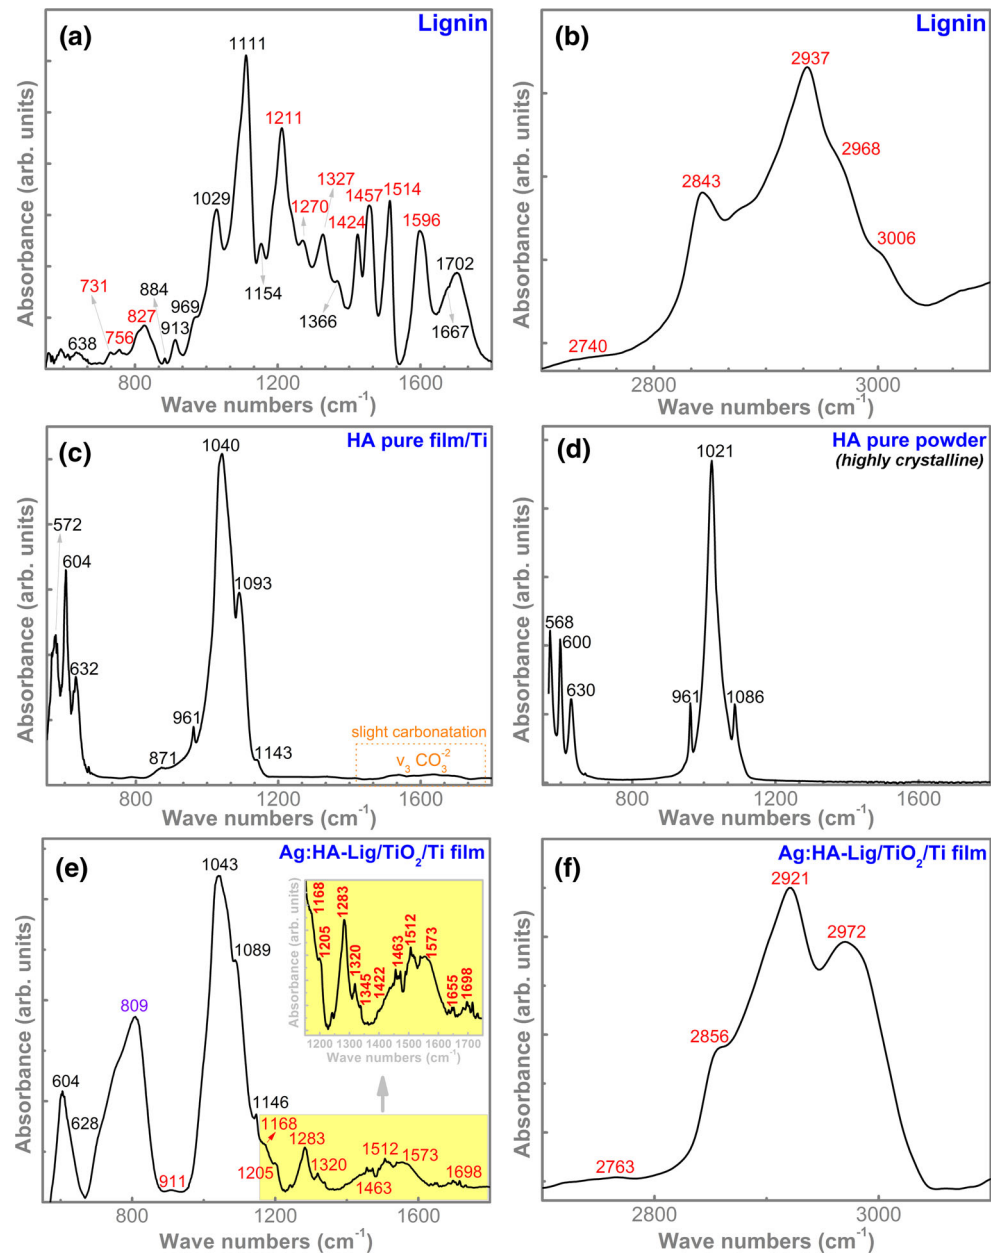 (a)
Lignin
1111
1211
1327
1457
1514
1270
1424
1029
1596
731
884
969
1702
827
1154
638
756
913
1366
1667
800
1200
1600
Wave numbers (cm-1)
Absorbance (arb. units)
(b)
Lignin
2937
2968
2843
3006
2740
2800
3000
Wave numbers (cm-1)
Absorbance (arb. units)
(c)
HA pure film/Ti
1040
572
604
1093
632
961
slight carbonatation
1143
871
v3 CO3-2
800
1200
1600
Wave numbers (cm-1)
Absorbance (arb. units)
(d)
HA pure powder
(highly crystalline)
1021
568
600
630
961
1086
800
1200
1600
Wave numbers (cm-1)
Absorbance (arb. units)
(e)
Ag:HA-Lig/TiO2/Ti film
1043
1089
809
604
628
1146
1168
1283
1512
1573
1205
1320
1698
911
1463
800
1200
1600
Wave numbers (cm-1)
Absorbance (arb. units)
1168
1283
1205
1320
1345
1422
1463
1512
1573
1655
1698
1200 1300 1400 1500 1600 1700
Wave numbers (cm-1)
Absorbance (arb. units)
(f)
Ag:HA-Lig/TiO2/Ti film
2921
2972
2856
2763
2800
3000
Wave numbers (cm-1)
Absorbance (arb. units)